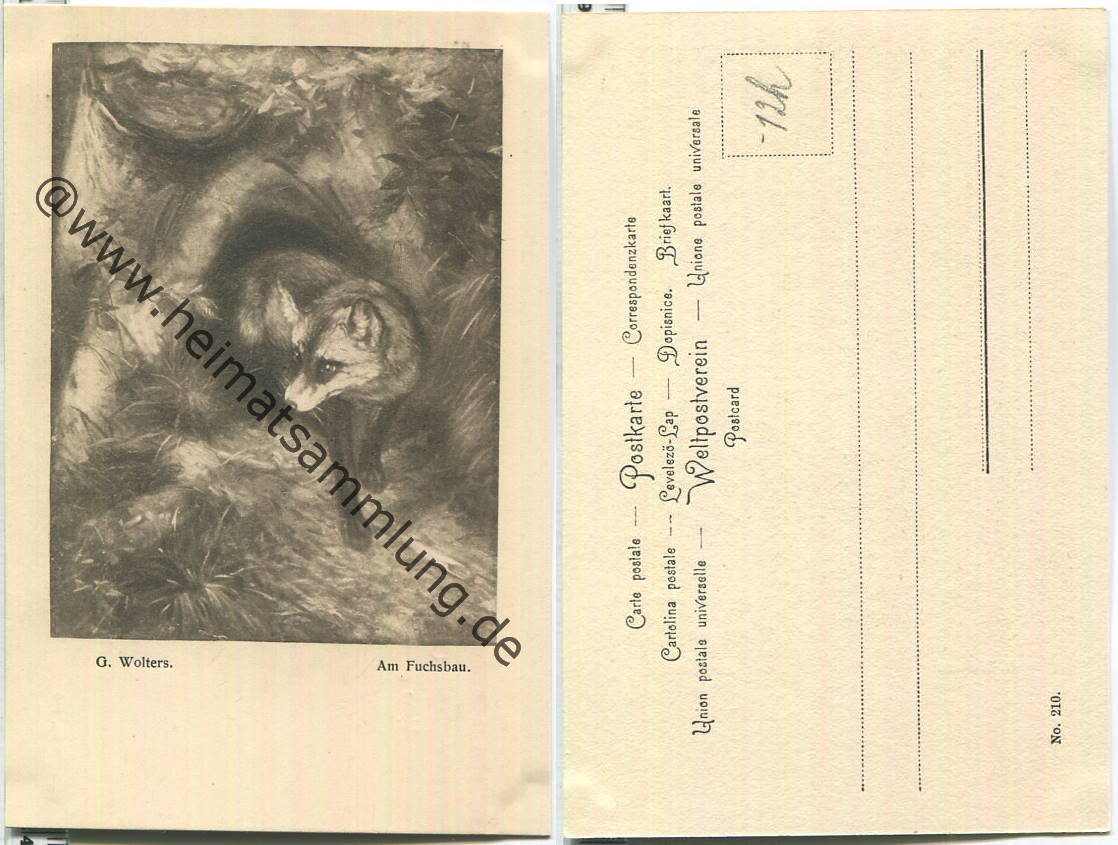 @www.heimatsammlung.de
G. Wolters.
Am Fuchsbau.
Carte postale — Postkarte — Correspondenzkarte
Cartolina postale — Levelező-Lap — Dopisnice. Briefkaart.
Union postale universelle — Weltpostverein — Unione postale universale
Postcard
-12h
No. 210.